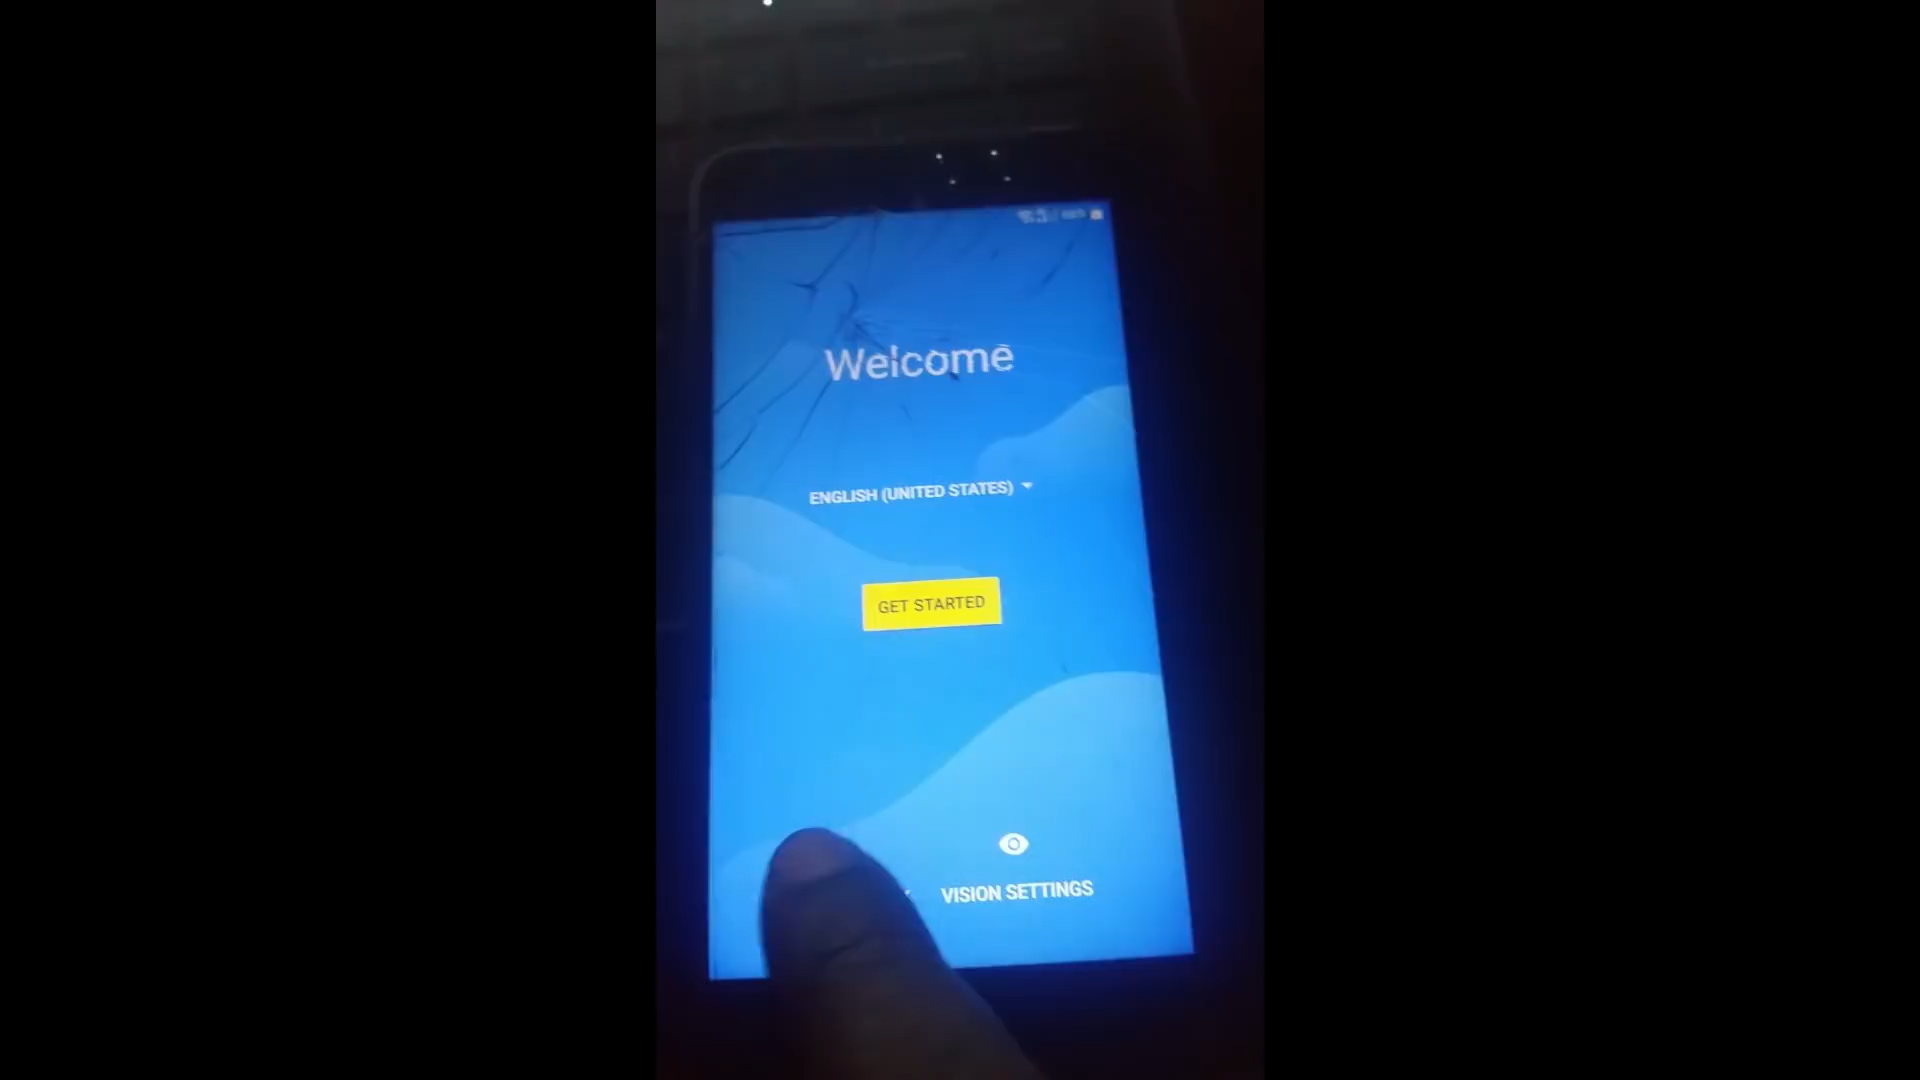 Welcome
ENGLISH (UNITED STATES)
GET STARTED
VISION SETTINGS